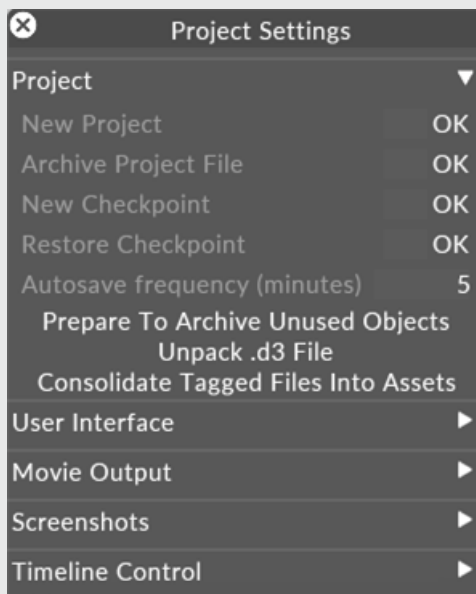 Project Settings
Project
New Project OK
Archive Project File OK
New Checkpoint OK
Restore Checkpoint OK
Autosave frequency (minutes) 5
Prepare To Archive Unused Objects
Unpack .d3 File
Consolidate Tagged Files Into Assets
User Interface
Movie Output
Screenshots
Timeline Control